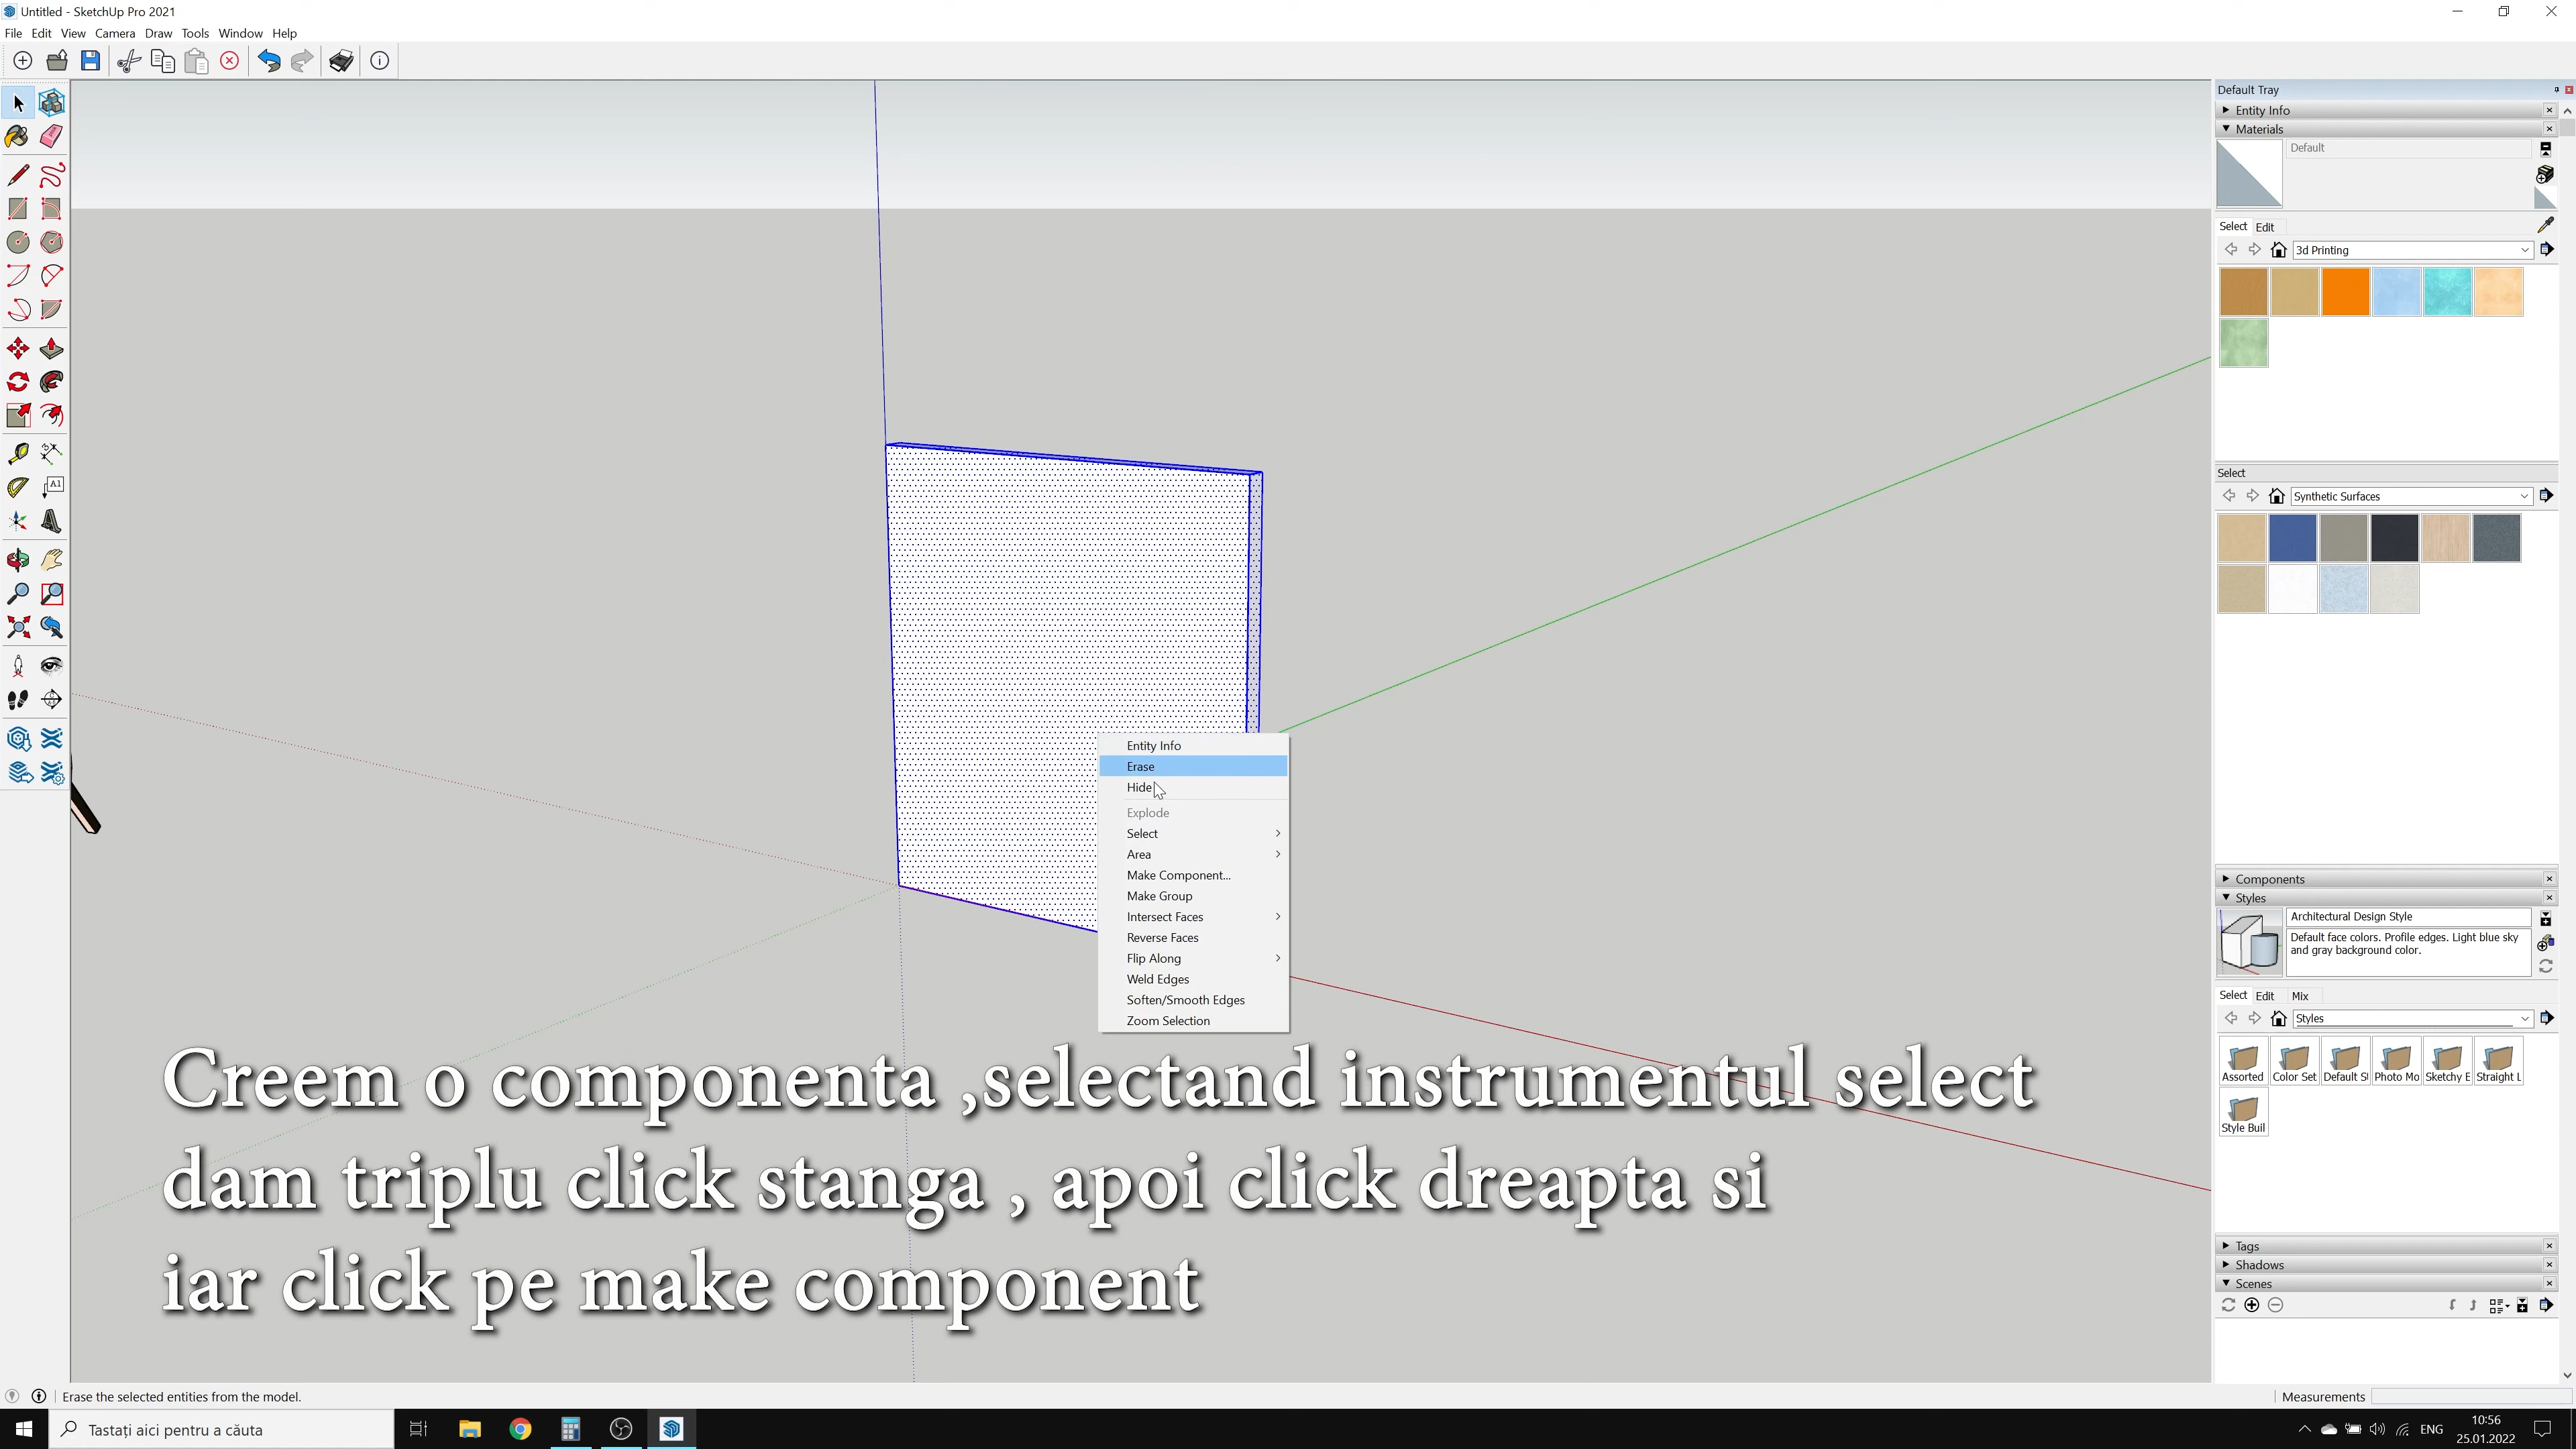 Untitled - SketchUp Pro 2021
File Edit View Camera Draw Tools Window Help
Default Tray
Entity Info
Materials
Default
Select Edit
3d Printing
Select
Synthetic Surfaces
Components
Styles
Architectural Design Style
Default face colors. Profile edges. Light blue sky
and gray background color.
Select Edit Mix
Styles
Assorted Color Set Default S Photo Mo Sketchy E Straight L
Style Buil
Tags
Shadows
Scenes
A1
Entity Info
Erase
Hide
Explode
Select
Area
Make Component...
Make Group
Intersect Faces
Reverse Faces
Flip Along
Weld Edges
Soften/Smooth Edges
Zoom Selection
Creem o componenta ,selectand instrumentul select
dam triplu click stanga , apoi click dreapta si
iar click pe make component
Erase the selected entities from the model.
Measurements
Tastați aici pentru a căuta
ENG
10:56
25.01.2022